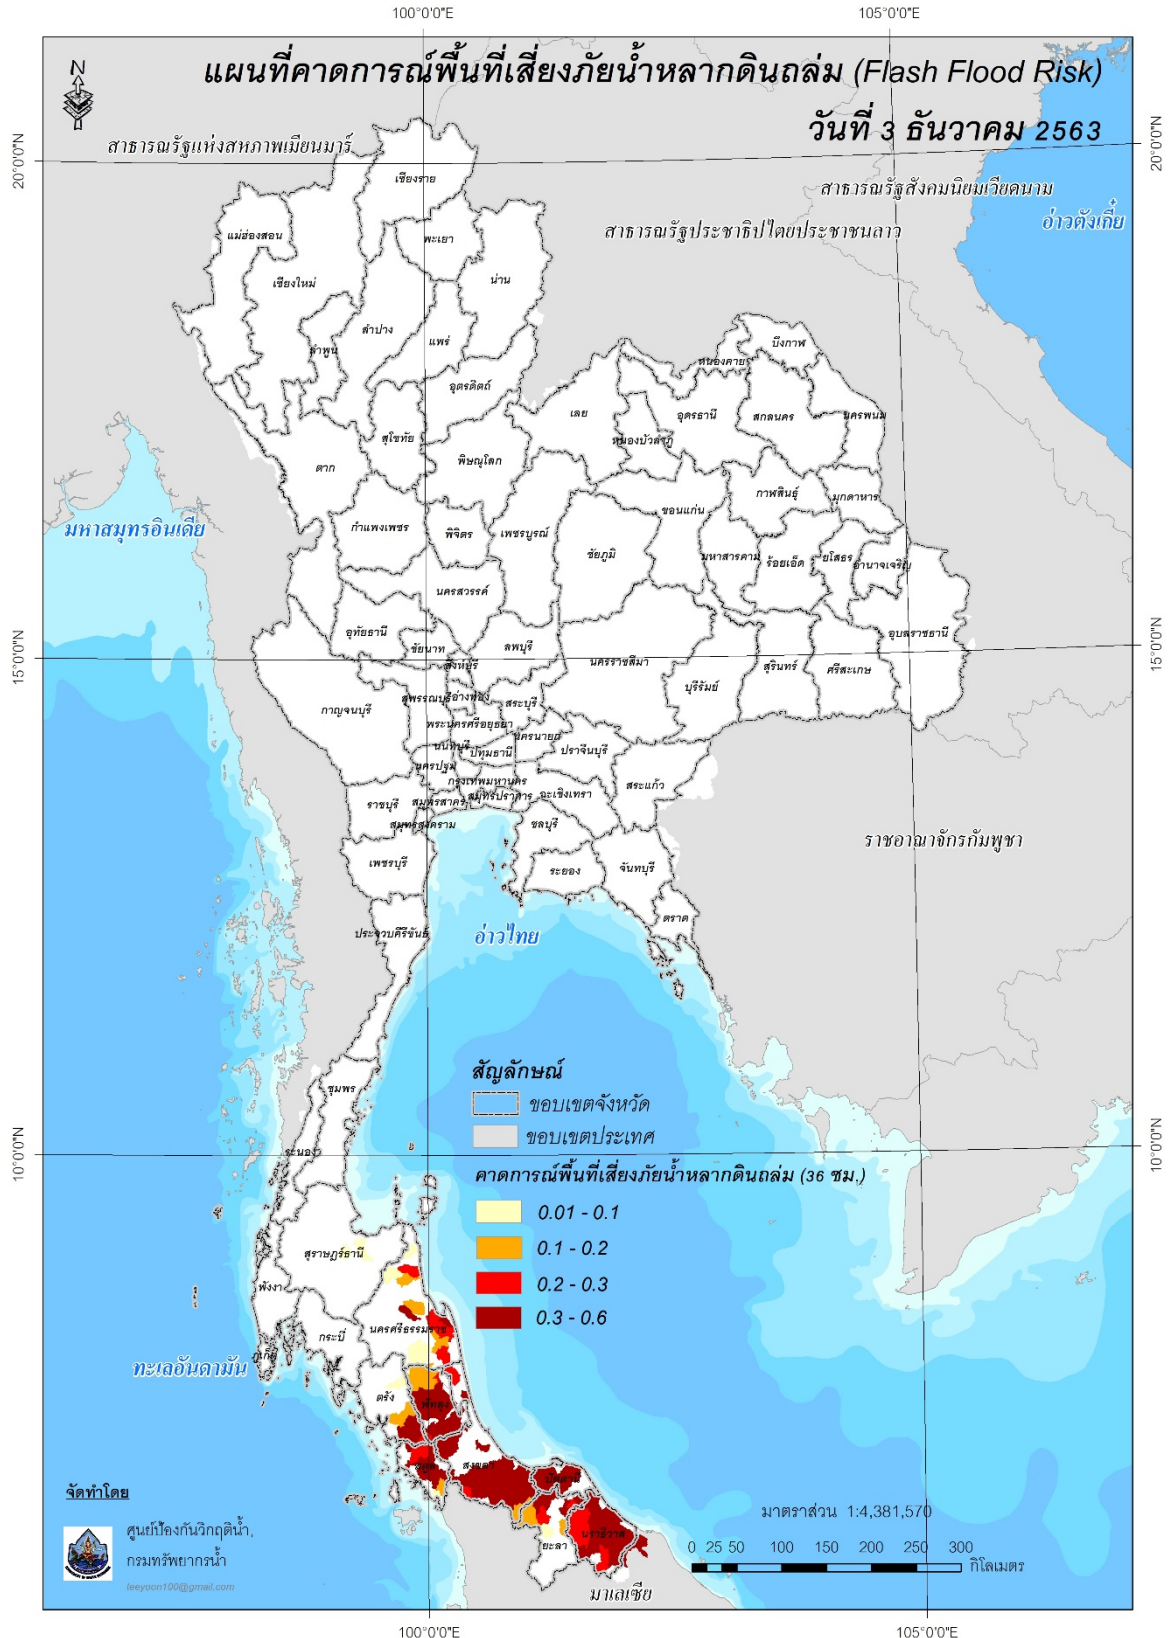 100°0'0"E
105°0'0"E
แผนที่คาดการณ์พื้นที่เสี่ยงภัยน้ำหลากดินถล่ม (Flash Flood Risk)
วันที่ 3 ธันวาคม 2563
N
20°0'0"N
20°0'0"N
สาธารณรัฐแห่งสหภาพเมียนมาร์
สาธารณรัฐสังคมนิยมเวียดนาม
สาธารณรัฐประชาธิปไตยประชาชนลาว
อ่าวตังเกี๋ย
เชียงราย
แม่ฮ่องสอน
พะเยา
เชียงใหม่
น่าน
ลำปาง
แพร่
ลำพูน
บึงกาฬ
หนองคาย
อุตรดิตถ์
เลย
อุดรธานี
สกลนคร
นครพนม
สุโขทัย
หนองบัวลำภู
ตาก
พิษณุโลก
กาฬสินธุ์
มุกดาหาร
มหาสมุทรอินเดีย
กำแพงเพชร
พิจิตร
เพชรบูรณ์
ขอนแก่น
ชัยภูมิ
มหาสารคาม
ร้อยเอ็ด
ยโสธร
อำนาจเจริญ
นครสวรรค์
อุทัยธานี
ชัยนาท
ลพบุรี
อุบลราชธานี
15°0'0"N
15°0'0"N
สิงห์บุรี
นครราชสีมา
สุรินทร์
ศรีสะเกษ
บุรีรัมย์
กาญจนบุรี
สุพรรณบุรี
อ่างทอง
สระบุรี
พระนครศรีอยุธยา
นครนายก
นนทบุรี
ปทุมธานี
ปราจีนบุรี
นครปฐม
กรุงเทพมหานคร
สระแก้ว
ราชบุรี
สมุทรสาคร
สมุทรปราการ
ฉะเชิงเทรา
สมุทรสงคราม
ชลบุรี
ราชอาณาจักรกัมพูชา
เพชรบุรี
ระยอง
จันทบุรี
ตราด
ประจวบคีรีขันธ์
อ่าวไทย
สัญลักษณ์
ขอบเขตจังหวัด
ขอบเขตประเทศ
คาดการณ์พื้นที่เสี่ยงภัยน้ำหลากดินถล่ม (36 ชม.)
0.01 - 0.1
0.1 - 0.2
0.2 - 0.3
0.3 - 0.6
ชุมพร
ระนอง
10°0'0"N
10°0'0"N
สุราษฎร์ธานี
พังงา
กระบี่
นครศรีธรรมราช
ภูเก็ต
ทะเลอันดามัน
ตรัง
พัทลุง
สตูล
สงขลา
ปัตตานี
นราธิวาส
ยะลา
มาเลเซีย
จัดทำโดย
ศูนย์ป้องกันวิกฤติน้ำ,
กรมทรัพยากรน้ำ
leeyoon100@gmail.com
มาตราส่วน 1:4,381,570
0 25 50 100 150 200 250 300
กิโลเมตร
100°0'0"E
105°0'0"E